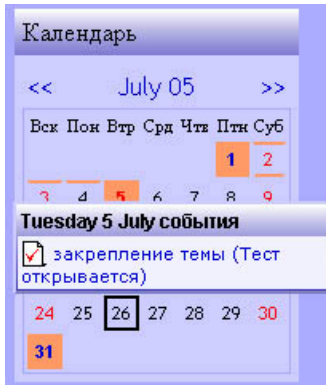 Календарь
<< July 05 >>
Вск Пон Втр Срд Чтв Птн Суб
1 2
3 4 5 6 7 8 9
Tuesday 5 July события
закрепление темы (Тест
открывается)
24 25 26 27 28 29 30
31